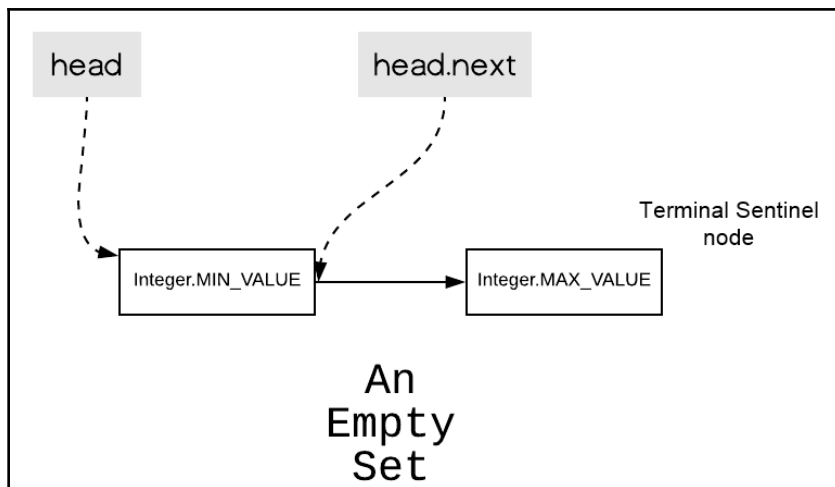 head
head.next
Terminal Sentinel
node
Integer.MIN_VALUE
Integer.MAX_VALUE
An
Empty
Set